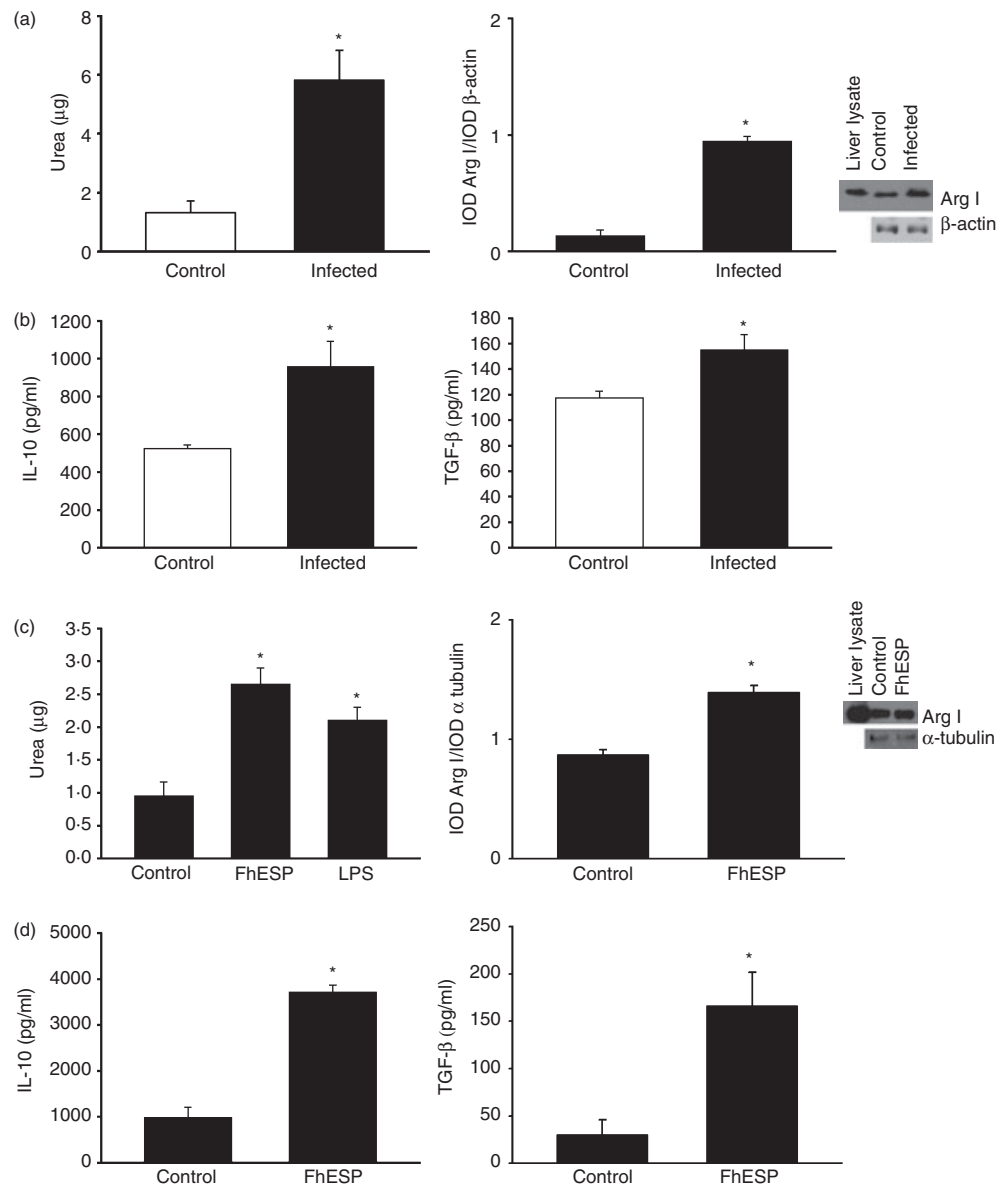 (a)
8
6
4
2
0
Urea (µg)
*
Control
Infected
2
1
0
IOD Arg I/IOD β-actin
*
Control
Infected
Liver lysate
Control
Infected
Arg I
β-actin
(b)
1200
1000
800
600
400
200
0
IL-10 (pg/ml)
*
Control
Infected
180
160
140
120
100
80
60
40
20
0
TGF-β (pg/ml)
*
Control
Infected
(c)
3·5
3·0
2·5
2·0
1·5
1·0
0·5
0·0
Urea (µg)
*
*
Control
FhESP
LPS
2
1
0
IOD Arg I/IOD α tubulin
*
Control
FhESP
Liver lysate
Control
FhESP
Arg I
α-tubulin
(d)
5000
4000
3000
2000
1000
0
IL-10 (pg/ml)
*
Control
FhESP
250
200
150
100
50
0
TGF-β (pg/ml)
*
Control
FhESP